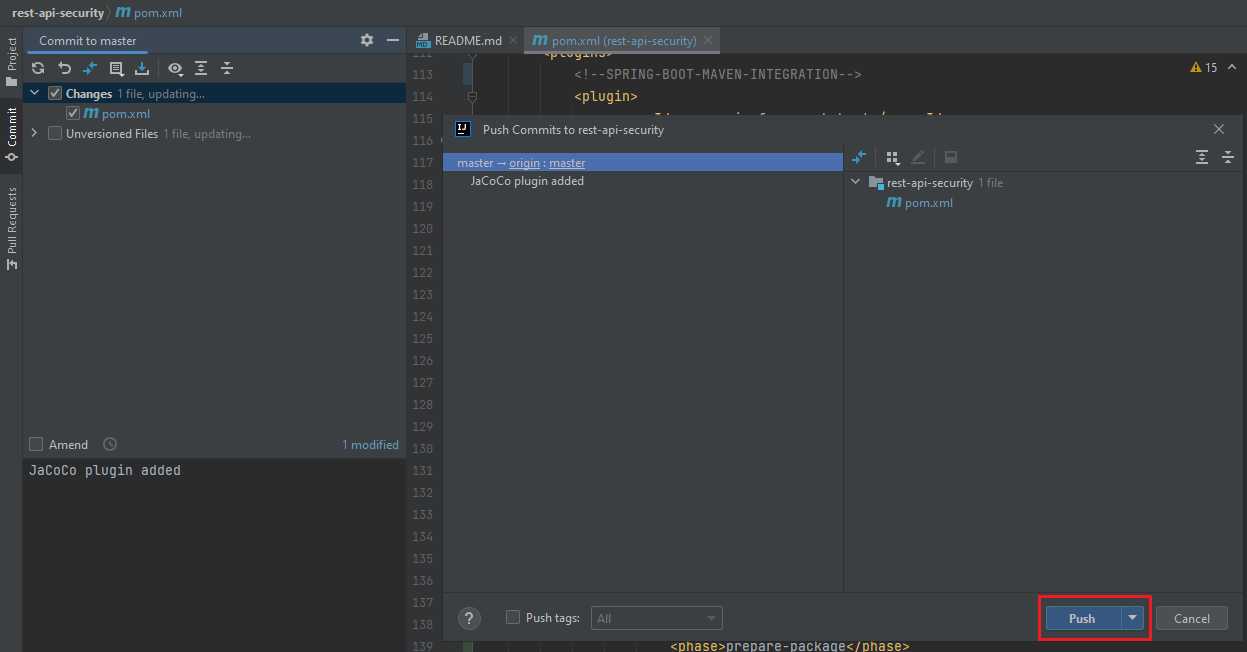 rest-api-security pom.xml
Project
Commit
Pull Requests
Commit to master
Changes 1 file, updating...
pom.xml
Unversioned Files 1 file, updating...
Amend
1 modified
JaCoCo plugin added
README.md
pom.xml (rest-api-security)
15
113 <!--SPRING-BOOT-MAVEN-INTEGRATION-->
114 <plugin>
115
116
117
118
119
120
121
122
123
124
125
126
127
128
129
130
131
132
133
134
135
136
137
138
139 <phase>prepare-package</phase>
Push Commits to rest-api-security
master → origin : master
JaCoCo plugin added
rest-api-security 1 file
pom.xml
?
Push tags: All
Push
Cancel